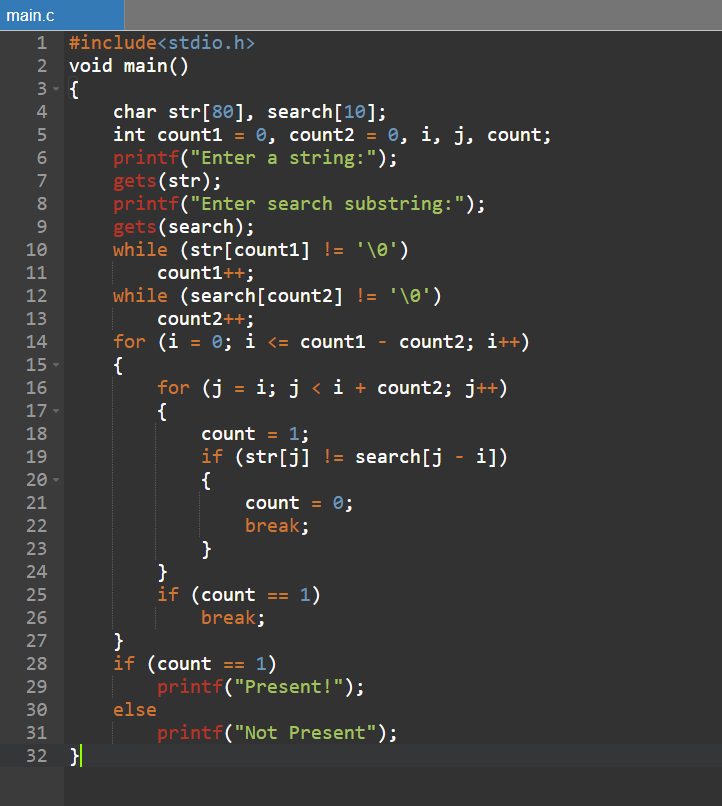 main.c
1 #include<stdio.h>
2 void main()
3 {
4     char str[80], search[10];
5     int count1 = 0, count2 = 0, i, j, count;
6     printf("Enter a string:");
7     gets(str);
8     printf("Enter search substring:");
9     gets(search);
10     while (str[count1] != '\0')
11         count1++;
12     while (search[count2] != '\0')
13         count2++;
14     for (i = 0; i <= count1 - count2; i++)
15     {
16         for (j = i; j < i + count2; j++)
17         {
18             count = 1;
19             if (str[j] != search[j - i])
20             {
21                 count = 0;
22                 break;
23             }
24         }
25         if (count == 1)
26             break;
27     }
28     if (count == 1)
29         printf("Present!");
30     else
31         printf("Not Present");
32 }